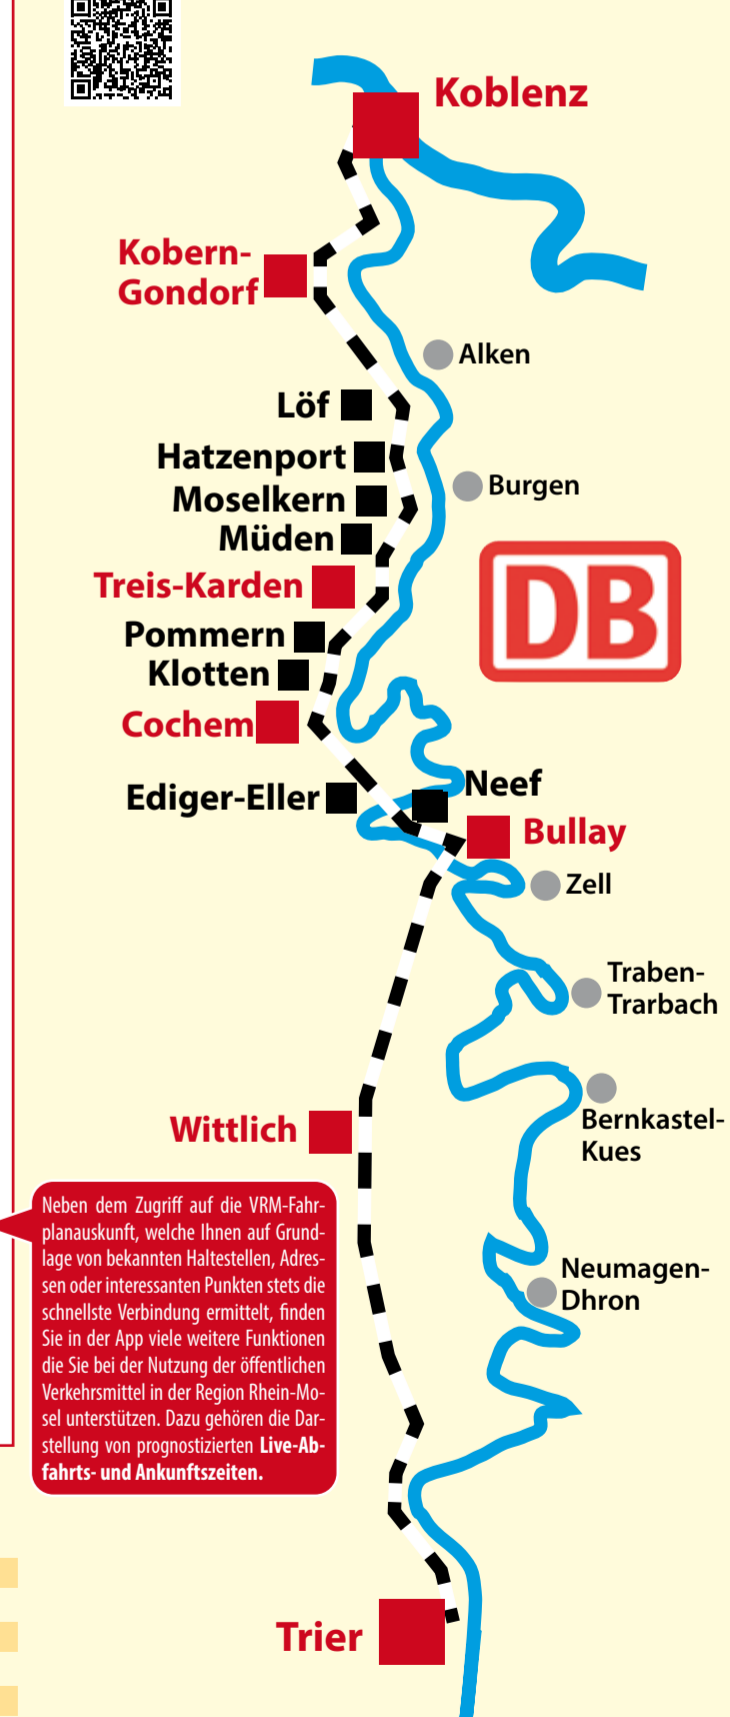 Koblenz
Kobern-
Gondorf
Alken
Löf
Hatzenport
Burgen
Moselkern
Müden
DB
Treis-Karden
Pommern
Klotten
Cochem
Neef
Ediger-Eller
Bullay
Zell
Traben-
Trarbach
Bernkastel-
Kues
Wittlich
Neben dem Zugriff auf die VRM-Fahr-
planauskunft, welche Ihnen auf Grund-
lage von bekannten Haltestellen, Adres-
sen oder interessanten Punkten stets die
schnellste Verbindung ermittelt, finden
Sie in der App viele weitere Funktionen
die Sie bei der Nutzung der öffentlichen
Verkehrsmittel in der Region Rhein-Mo-
sel unterstützen. Dazu gehören die Dar-
stellung von prognostizierten Live-Ab-
fahrts- und Ankunftszeiten.
Neumagen-
Dhron
Trier